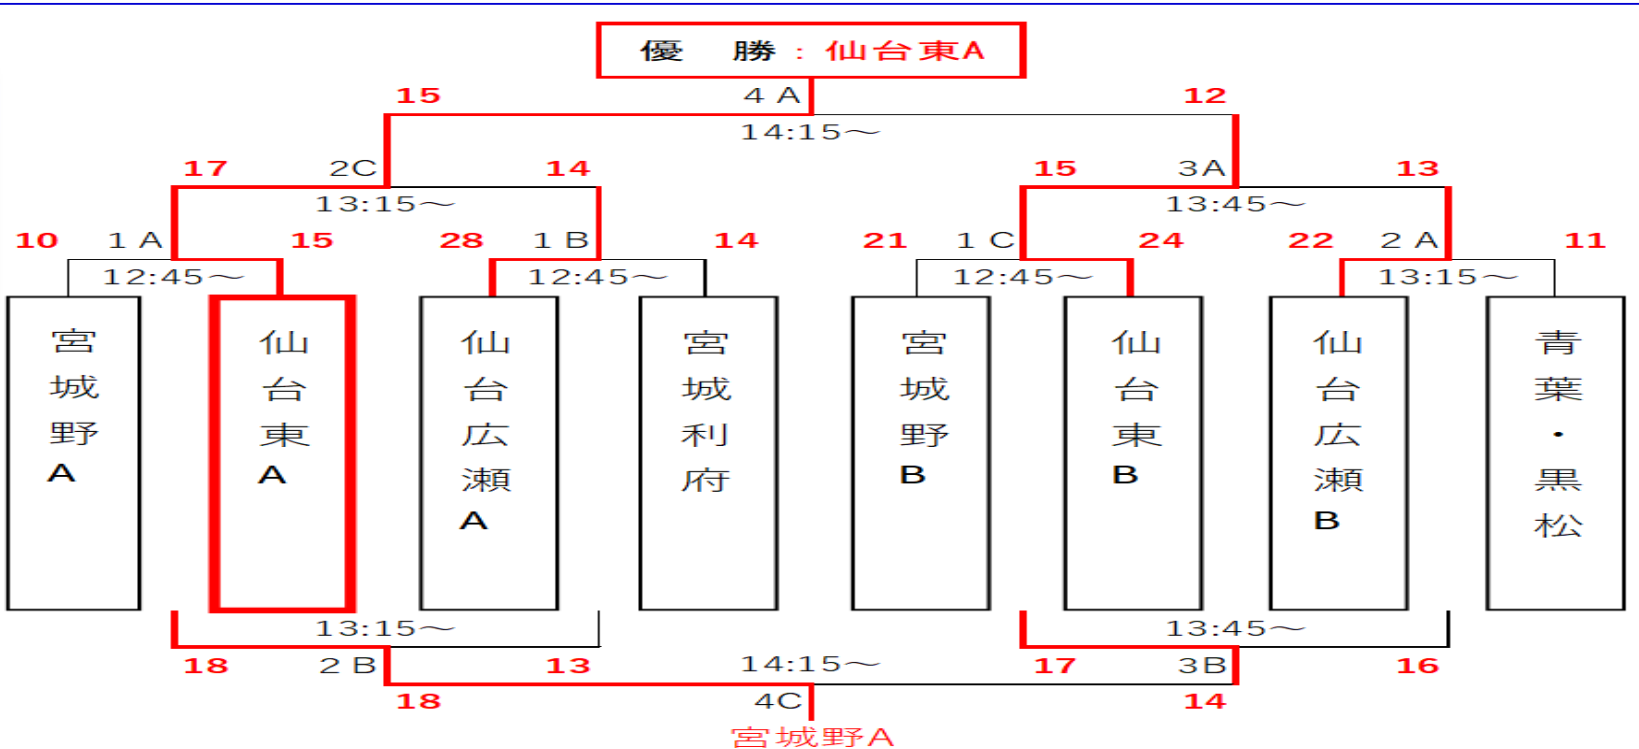 優　勝：仙台東A
15 4 A 12
14:15～
17 2C 14 15 3A 13
13:15～ 13:45～
10 1 A 15 28 1 B 14 21 1 C 24 22 2 A 11
12:45～ 12:45～ 12:45～ 13:15～
宮城野A
仙台東A
仙台広瀬A
宮城利府
宮城野B
仙台東B
仙台広瀬B
青葉・黒松
13:15～ 13:45～
18 2 B 13 14:15～ 17 3B 16
18 4C 14
宮城野A